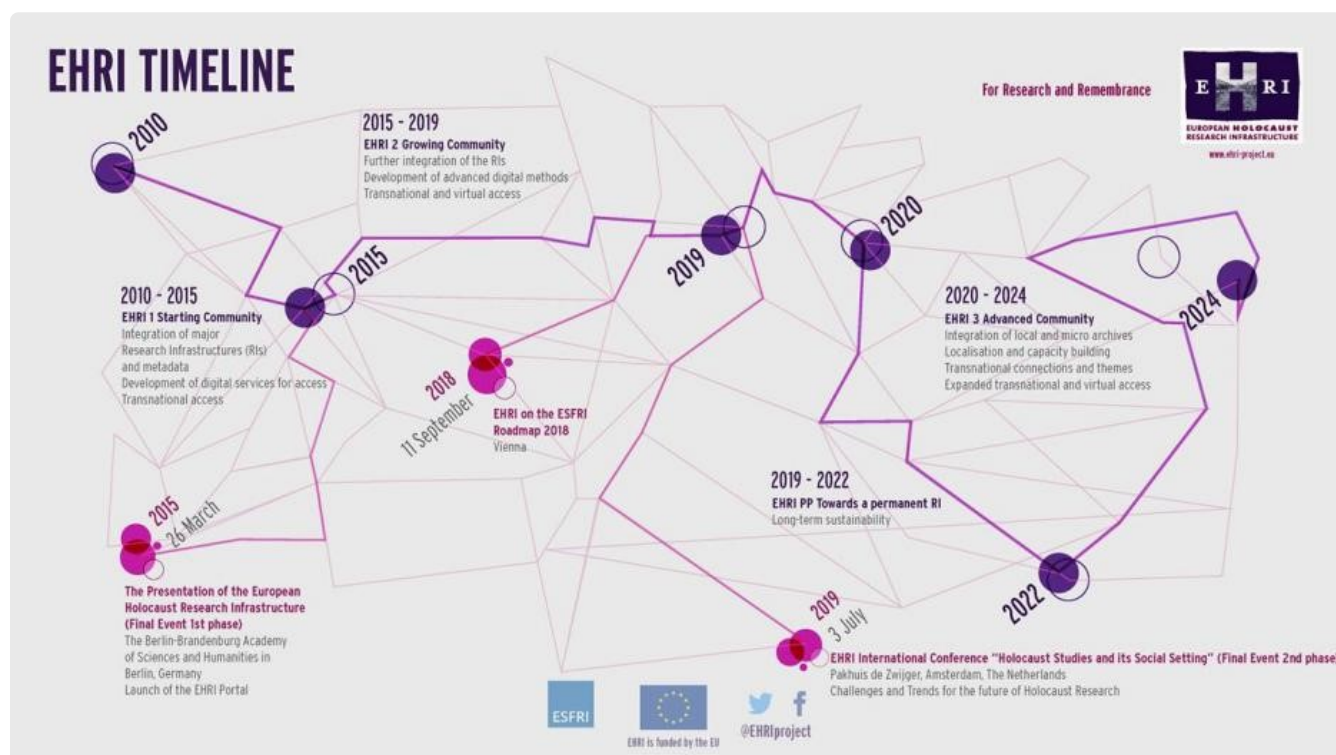 EHRI TIMELINE
For Research and Remembrance
E H RI
EUROPEAN HOLOCAUST
RESEARCH INFRASTRUCTURE
www.ehri-project.eu
2010
2015 - 2019
EHRI 2 Growing Community
Further integration of the RIs
Development of advanced digital methods
Transnational and virtual access
2015
2019
2020
2024
2010 - 2015
EHRI 1 Starting Community
Integration of major
Research Infrastructures (RIs)
and metadata
Development of digital services for access
Transnational access
2020 - 2024
EHRI 3 Advanced Community
Integration of local and micro archives
Localisation and capacity building
Transnational connections and themes
Expanded transnational and virtual access
2018
11 September
EHRI on the ESFRI
Roadmap 2018
Vienna
2019 - 2022
EHRI PP Towards a permanent RI
Long-term sustainability
2015
26 March
The Presentation of the European
Holocaust Research Infrastructure
(Final Event 1st phase)
The Berlin-Brandenburg Academy
of Sciences and Humanities in
Berlin, Germany
Launch of the EHRI Portal
2022
2019
3 July
EHRI International Conference "Holocaust Studies and its Social Setting" (Final Event 2nd phase)
Pakhuis de Zwijger, Amsterdam, The Netherlands
Challenges and Trends for the future of Holocaust Research
ESFRI
EHRI is funded by the EU
@EHRIproject